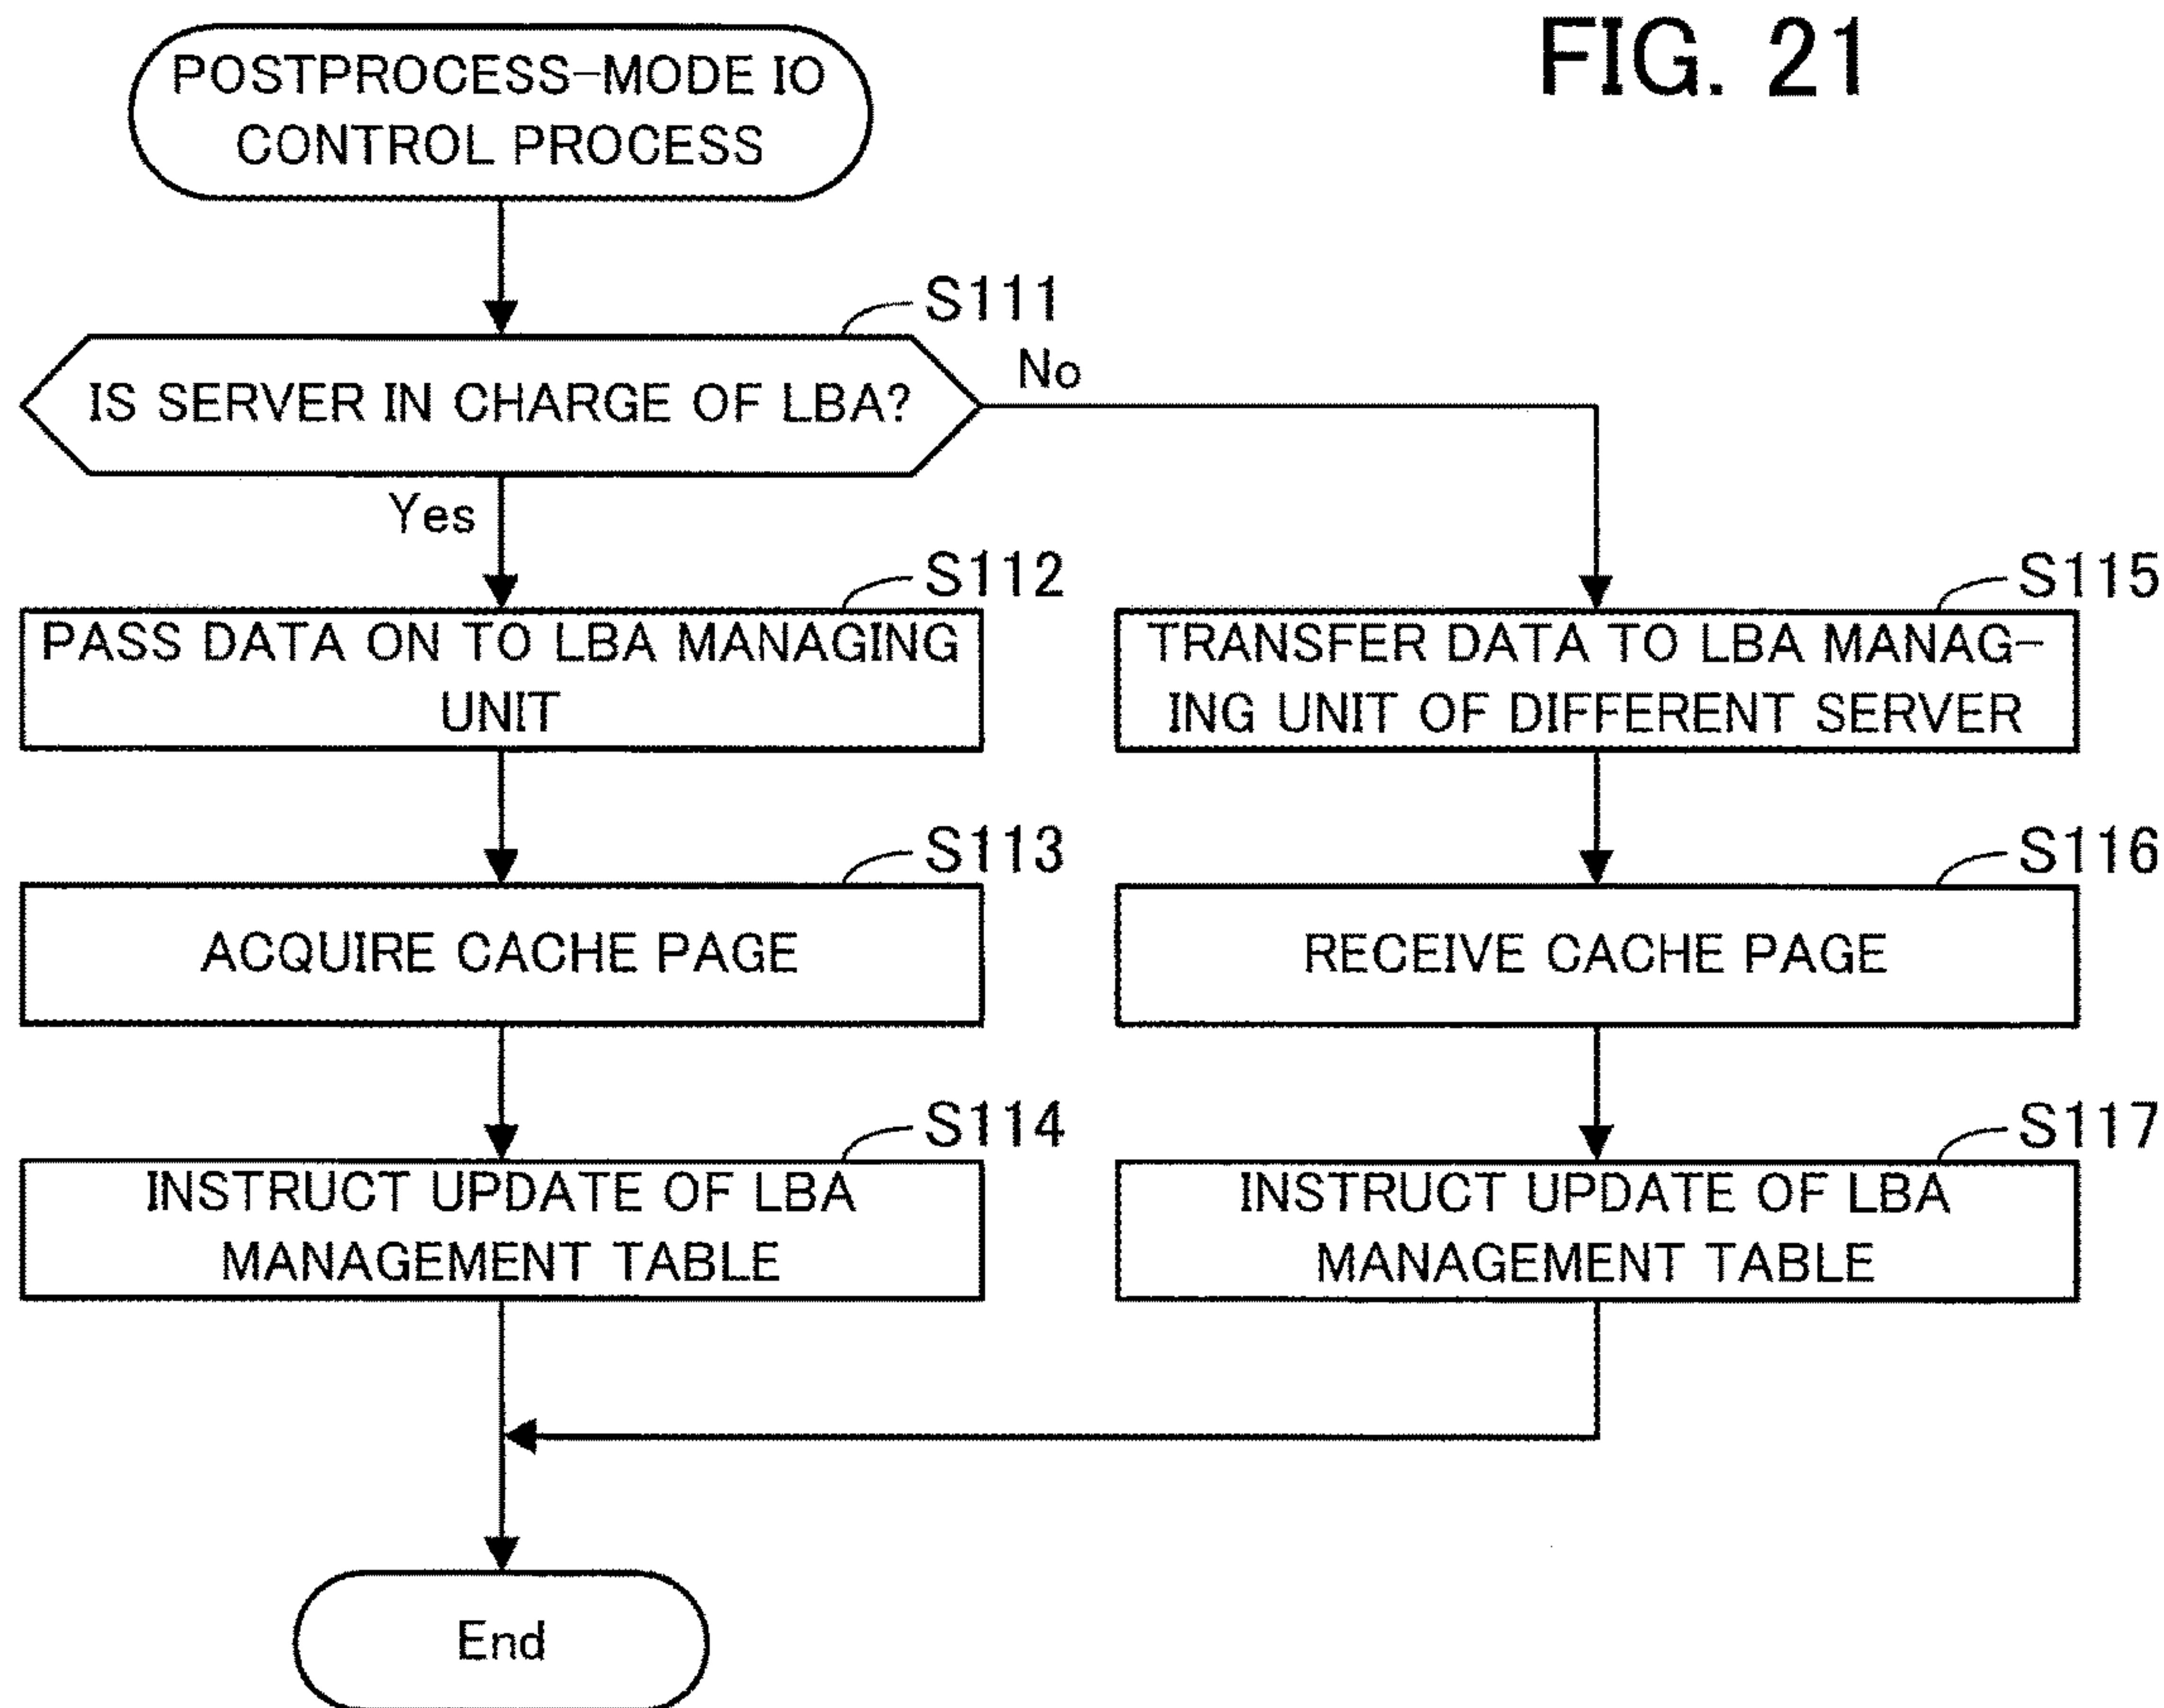 FIG. 21
POSTPROCESS-MODE IO
CONTROL PROCESS
S111
IS SERVER IN CHARGE OF LBA?
No
Yes
S112
PASS DATA ON TO LBA MANAGING
UNIT
S113
ACQUIRE CACHE PAGE
S114
INSTRUCT UPDATE OF LBA
MANAGEMENT TABLE
S115
TRANSFER DATA TO LBA MANAG-
ING UNIT OF DIFFERENT SERVER
S116
RECEIVE CACHE PAGE
S117
INSTRUCT UPDATE OF LBA
MANAGEMENT TABLE
End